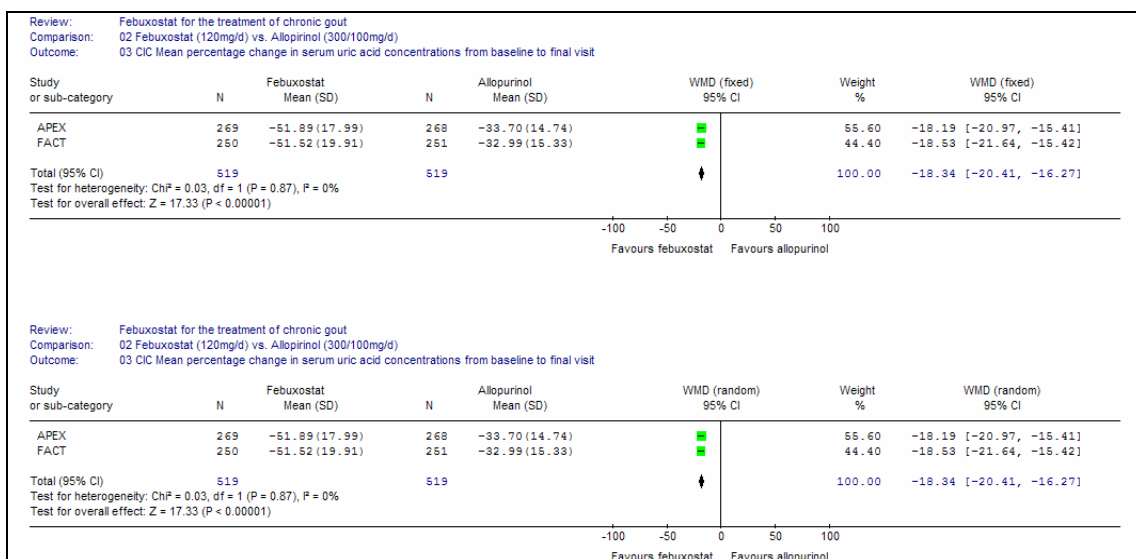 Review: Febuxostat for the treatment of chronic gout
Comparison: 02 Febuxostat (120mg/d) vs. Allopirinol (300/100mg/d)
Outcome: 03 CIC Mean percentage change in serum uric acid concentrations from baseline to final visit
Study Febuxostat Allopurinol WMD (fixed) Weight WMD (fixed)
or sub-category N Mean (SD) N Mean (SD) 95% CI % 95% CI
APEX 269 -51.89(17.99) 268 -33.70(14.74) 55.60 -18.19 [-20.97, -15.41]
FACT 250 -51.52(19.91) 251 -32.99(15.33) 44.40 -18.53 [-21.64, -15.42]
Total (95% CI) 519 519 100.00 -18.34 [-20.41, -16.27]
Test for heterogeneity: Chi² = 0.03, df = 1 (P = 0.87), I² = 0%
Test for overall effect: Z = 17.33 (P < 0.00001)
-100 -50 0 50 100
Favours febuxostat Favours allopurinol
Review: Febuxostat for the treatment of chronic gout
Comparison: 02 Febuxostat (120mg/d) vs. Allopirinol (300/100mg/d)
Outcome: 03 CIC Mean percentage change in serum uric acid concentrations from baseline to final visit
Study Febuxostat Allopurinol WMD (random) Weight WMD (random)
or sub-category N Mean (SD) N Mean (SD) 95% CI % 95% CI
APEX 269 -51.89(17.99) 268 -33.70(14.74) 55.60 -18.19 [-20.97, -15.41]
FACT 250 -51.52(19.91) 251 -32.99(15.33) 44.40 -18.53 [-21.64, -15.42]
Total (95% CI) 519 519 100.00 -18.34 [-20.41, -16.27]
Test for heterogeneity: Chi² = 0.03, df = 1 (P = 0.87), I² = 0%
Test for overall effect: Z = 17.33 (P < 0.00001)
-100 -50 0 50 100
Favours febuxostat Favours allopurinol